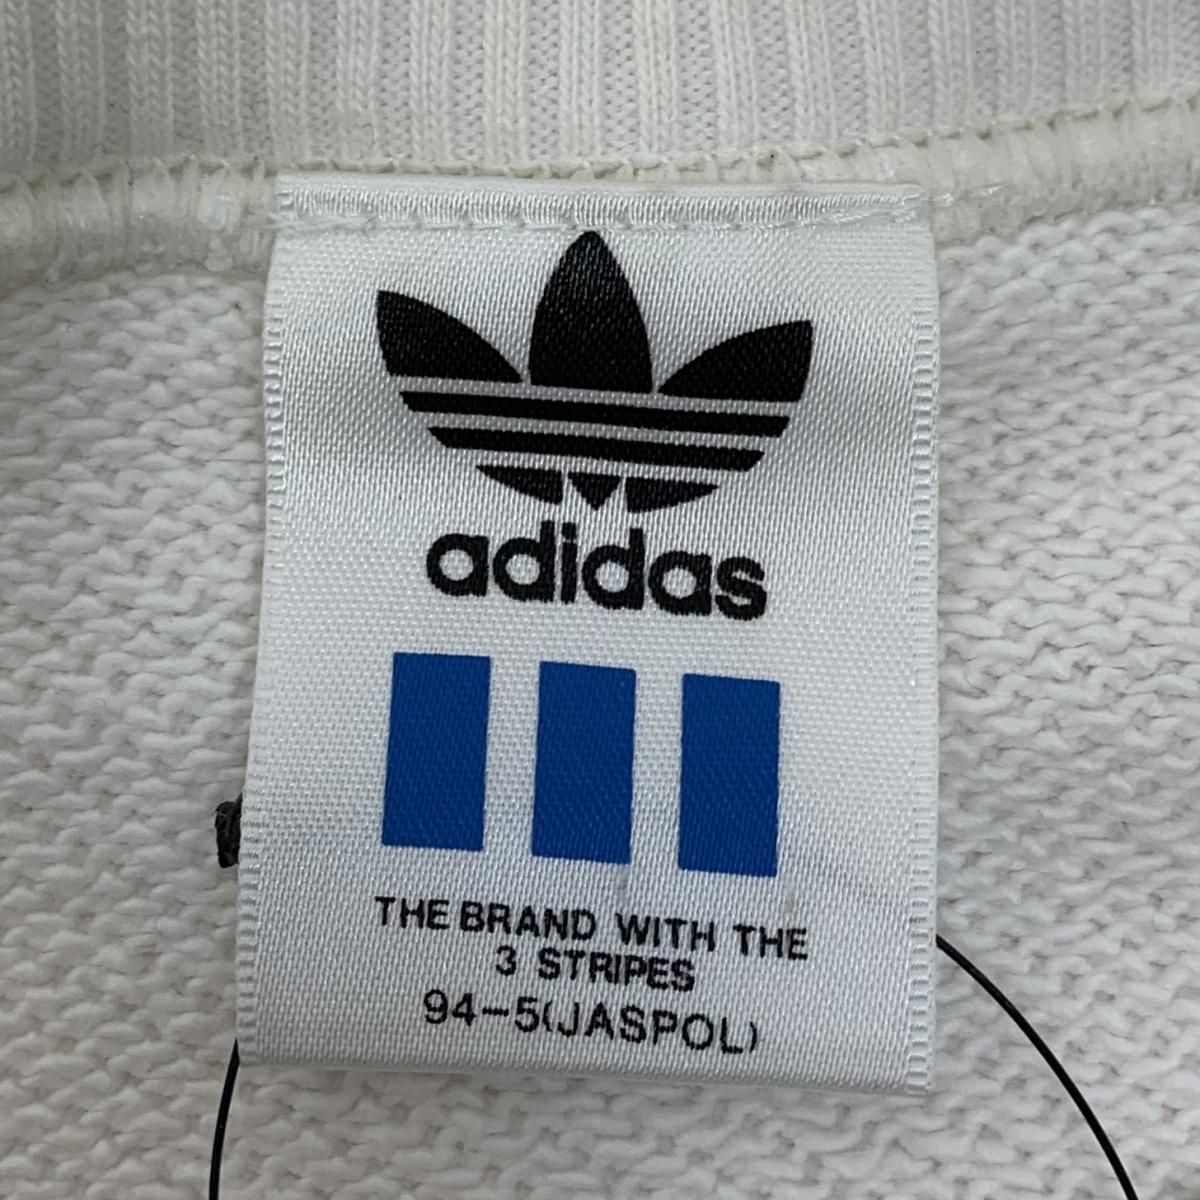 adidas
THE BRAND WITH THE
3 STRIPES
94-5(JASPOL)